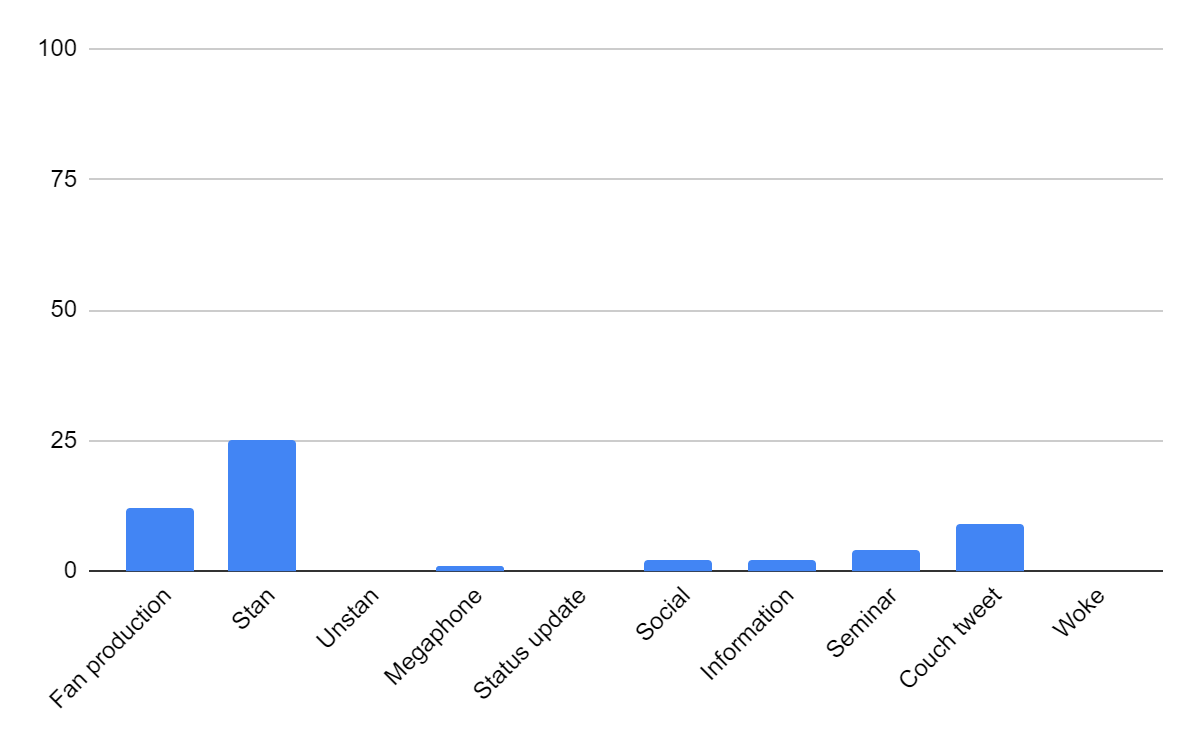 100
75
50
25
0
Fan production
Stan
Unstan
Megaphone
Status update
Social
Information
Seminar
Couch tweet
Woke